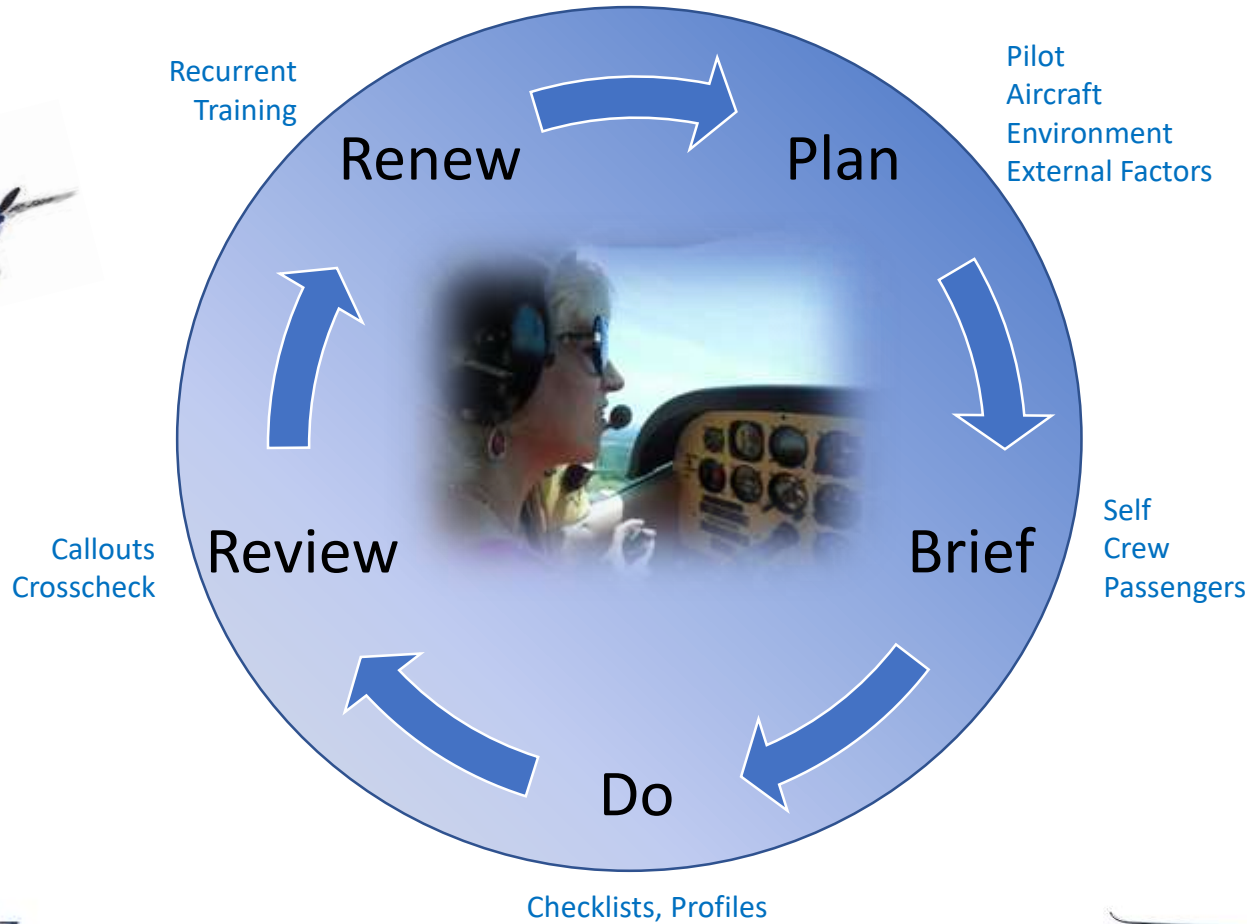 Recurrent
Training
Renew
Plan
Pilot
Aircraft
Environment
External Factors
Brief
Self
Crew
Passengers
Do
Checklists, Profiles
Review
Callouts
Crosscheck